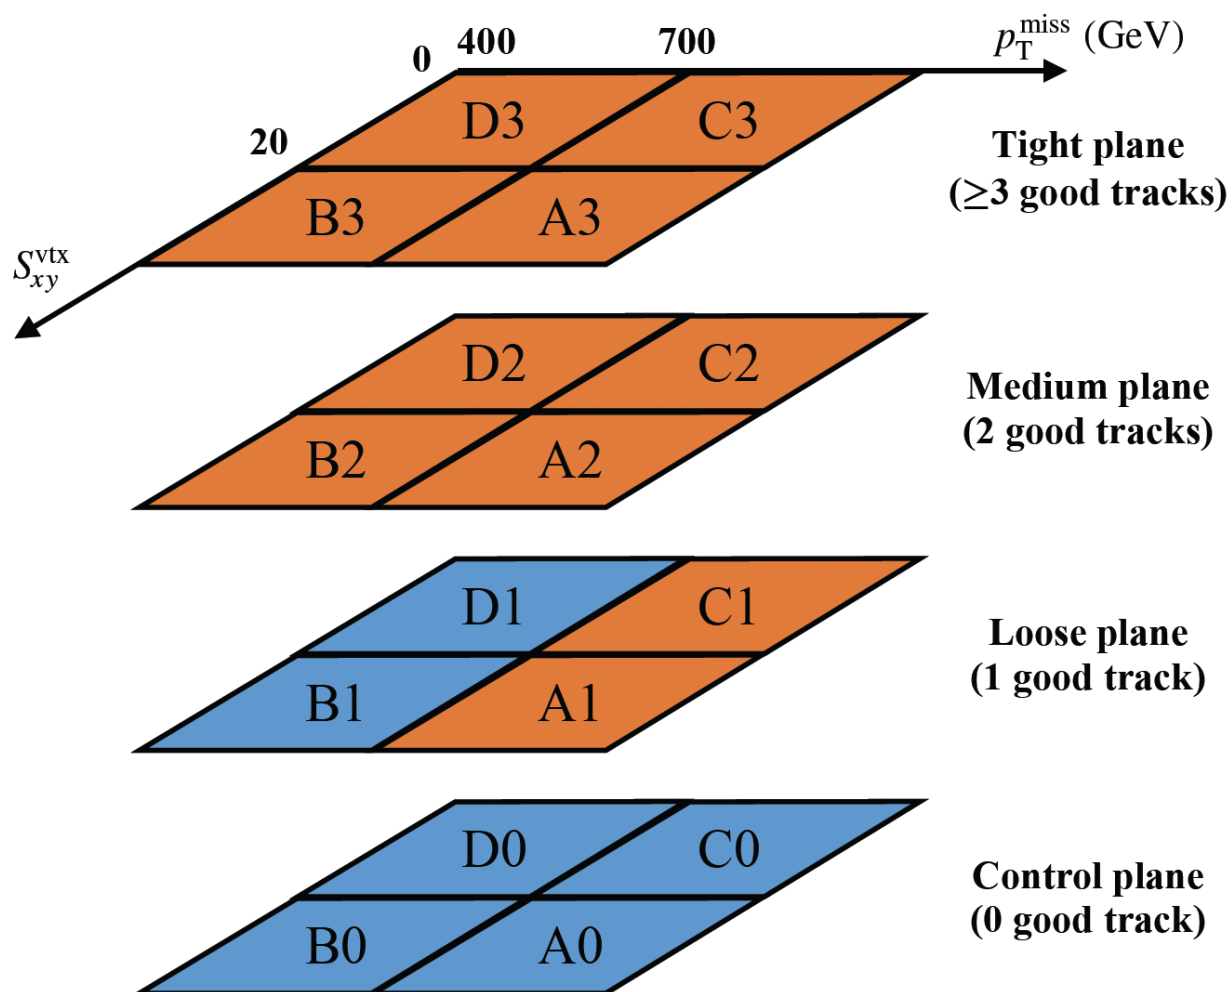 0 400 700 p_T^miss (GeV)
D3 C3
Tight plane
20
(≥3 good tracks)
B3 A3
S_xy^vtx
D2 C2
Medium plane
(2 good tracks)
B2 A2
D1 C1
Loose plane
(1 good track)
B1 A1
D0 C0
Control plane
(0 good track)
B0 A0